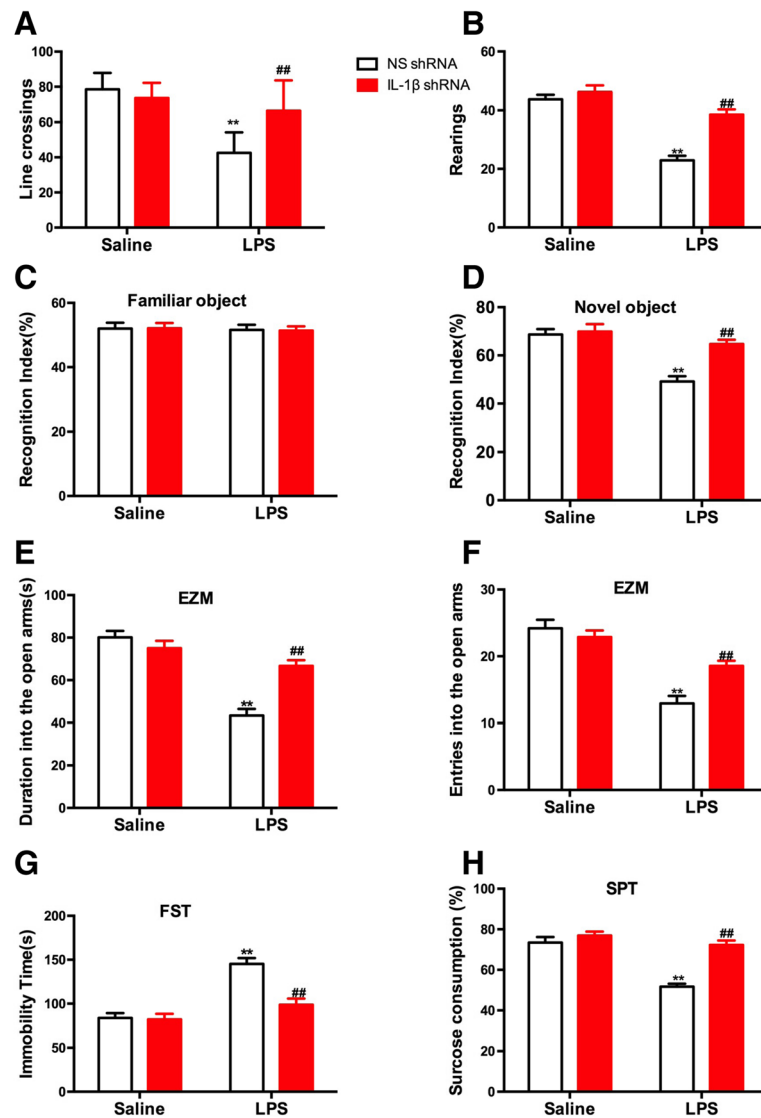 A
Line crossings
100
80
60
40
20
0
**
##
Saline
LPS
NS shRNA
IL-1β shRNA
B
Rearings
60
40
20
0
**
##
Saline
LPS
C
Familiar object
Recognition Index(%)
60
40
20
0
Saline
LPS
D
Novel object
Recognition Index(%)
80
60
40
20
0
**
##
Saline
LPS
E
EZM
Duration into the open arms(s)
100
80
60
40
20
0
**
##
Saline
LPS
F
EZM
Entries into the open arms
30
20
10
0
**
##
Saline
LPS
G
FST
Immobility Time(s)
200
150
100
50
0
**
##
Saline
LPS
H
SPT
Surcose consumption (%)
100
80
60
40
20
0
**
##
Saline
LPS